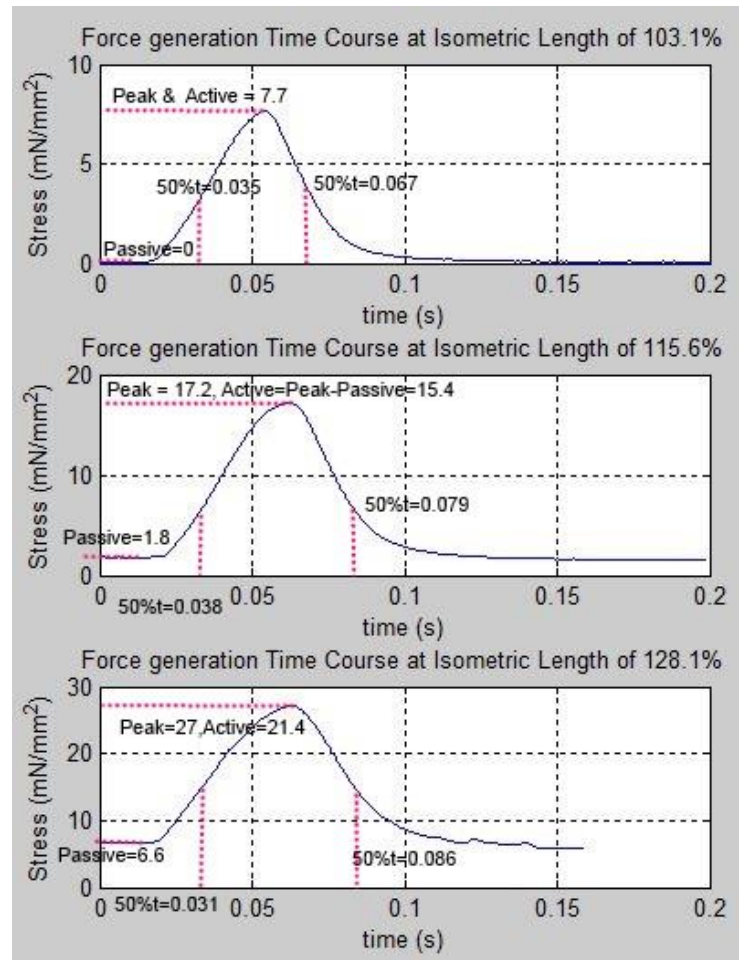 Force generation Time Course at Isometric Length of 103.1%
10
Peak & Active = 7.7
Stress (mN/mm²)
5
50%t=0.035
50%t=0.067
Passive=0
0
0 0.05 0.1 0.15 0.2
time (s)
Force generation Time Course at Isometric Length of 115.6%
20
Peak = 17.2, Active=Peak-Passive=15.4
Stress (mN/mm²)
10
50%t=0.079
Passive=1.8
0
0 0.05 0.1 0.15 0.2
50%t=0.038
time (s)
Force generation Time Course at Isometric Length of 128.1%
30
Peak=27,Active=21.4
Stress (mN/mm²)
20
10
Passive=6.6
50%t=0.086
0
0 0.05 0.1 0.15 0.2
50%t=0.031
time (s)